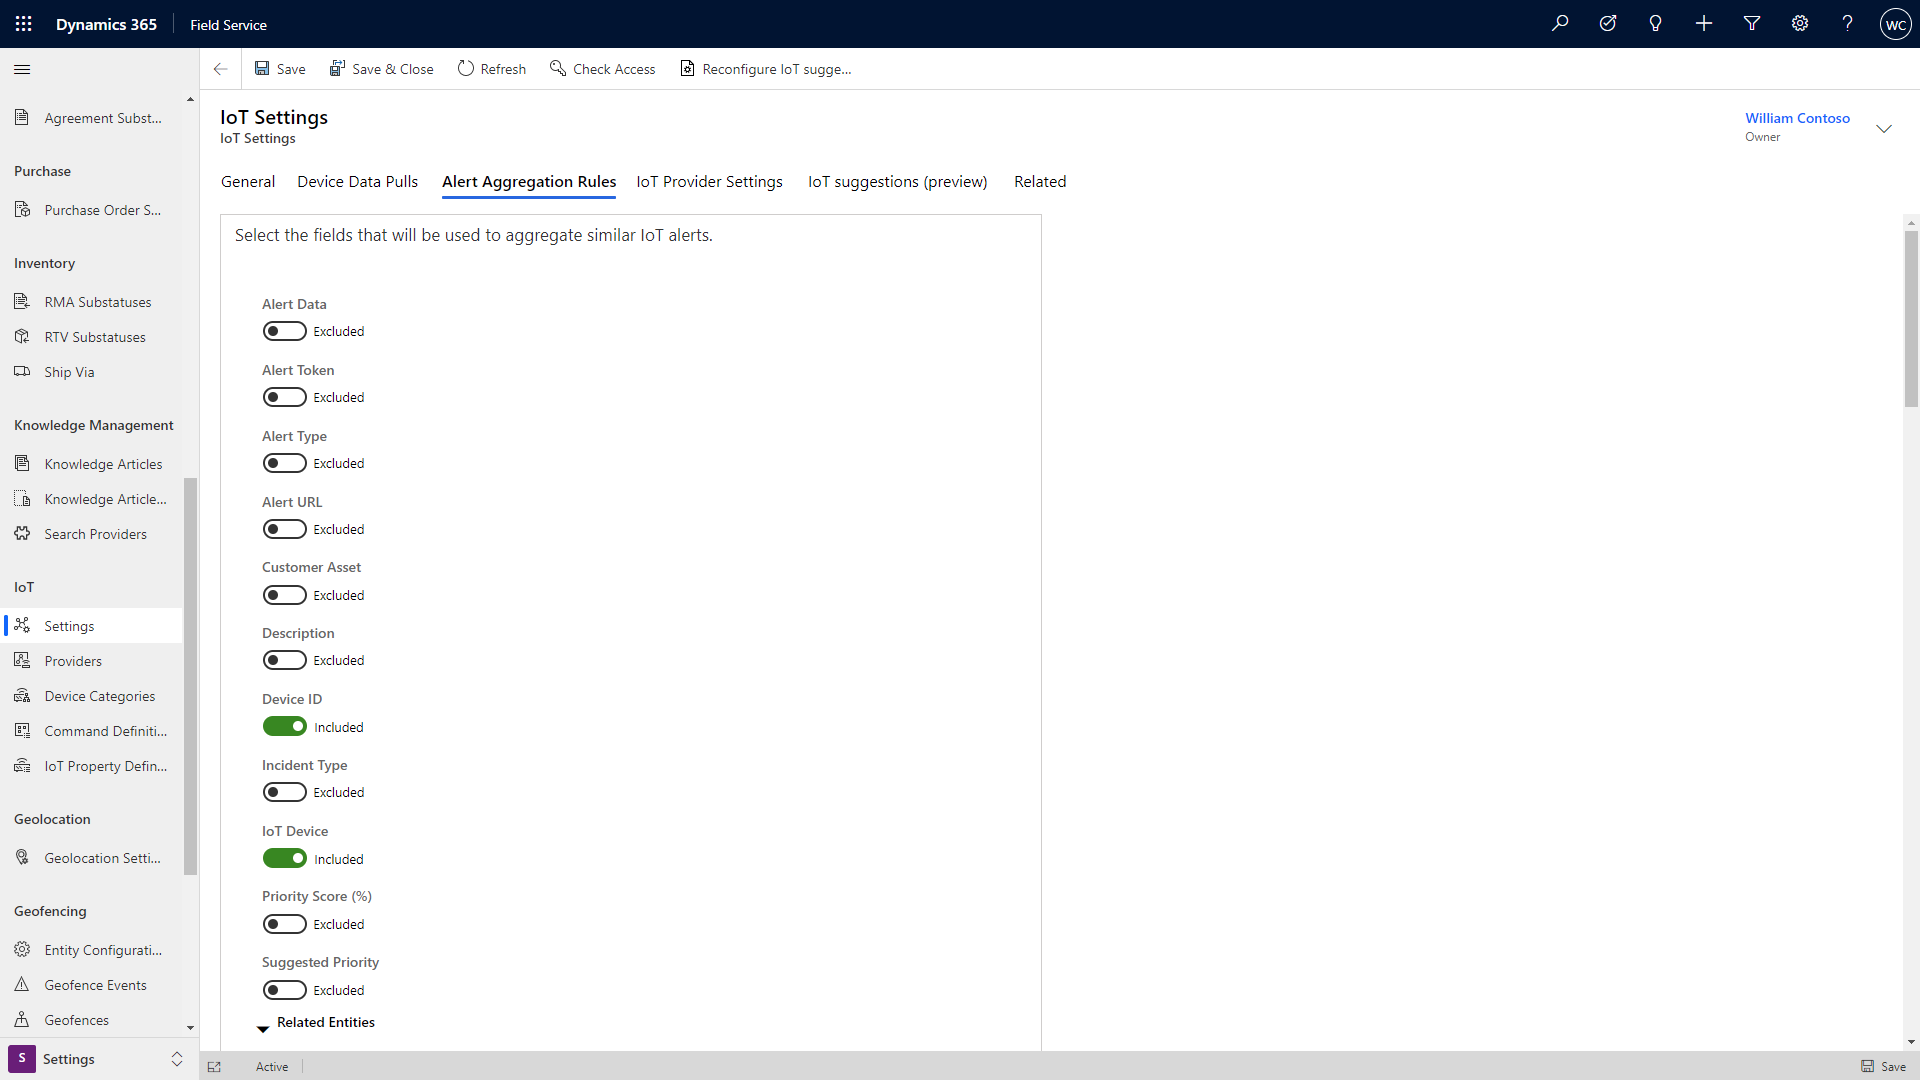 Dynamics 365
Field Service
WC
Save
Save & Close
Refresh
Check Access
Reconfigure IoT sugge...
Agreement Subst...
Purchase
Purchase Order S...
Inventory
RMA Substatuses
RTV Substatuses
Ship Via
Knowledge Management
Knowledge Articles
Knowledge Article...
Search Providers
IoT
Settings
Providers
Device Categories
Command Definiti...
IoT Property Defin...
Geolocation
Geolocation Setti...
Geofencing
Entity Configurati...
Geofence Events
Geofences
S
Settings
IoT Settings
IoT Settings
William Contoso
Owner
General
Device Data Pulls
Alert Aggregation Rules
IoT Provider Settings
IoT suggestions (preview)
Related
Select the fields that will be used to aggregate similar IoT alerts.
Alert Data
Excluded
Alert Token
Excluded
Alert Type
Excluded
Alert URL
Excluded
Customer Asset
Excluded
Description
Excluded
Device ID
Included
Incident Type
Excluded
IoT Device
Included
Priority Score (%)
Excluded
Suggested Priority
Excluded
Related Entities
Active
Save